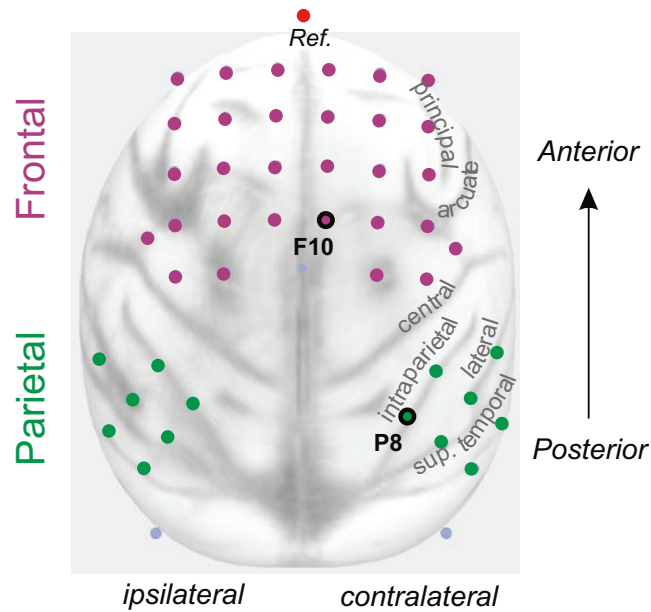 Ref.
Frontal
principal
arcuate
Anterior
F10
central
Parietal
intraparietal
lateral
P8
sup. temporal
Posterior
ipsilateral
contralateral